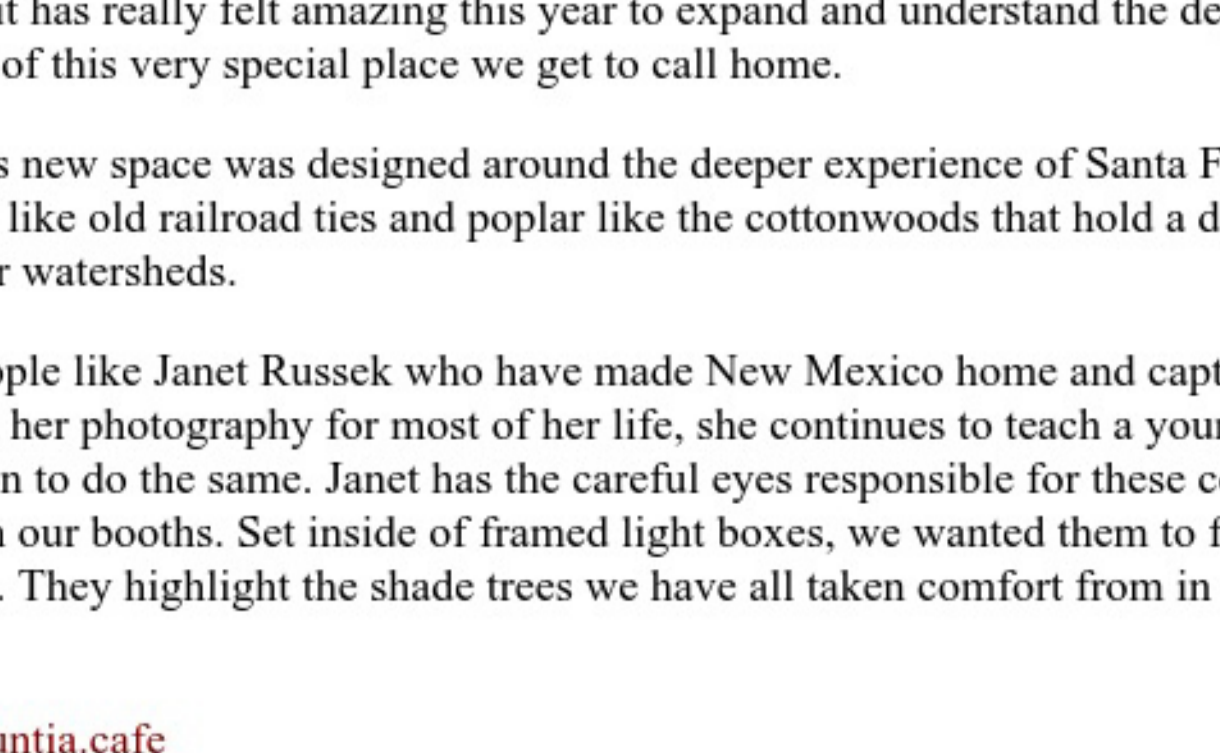 it has really felt amazing this year to expand and understand the
of this very special place we get to call home.
new space was designed around the deeper experience of Santa
like old railroad ties and poplar like the cottonwoods that hold a
watersheds.
like Janet Russek who have made New Mexico home and
her photography for most of her life, she continues to teach a
to do the same. Janet has the careful eyes responsible for these
our booths. Set inside of framed light boxes, we wanted them to
. They highlight the shade trees we have all taken comfort from in
untia.cafe